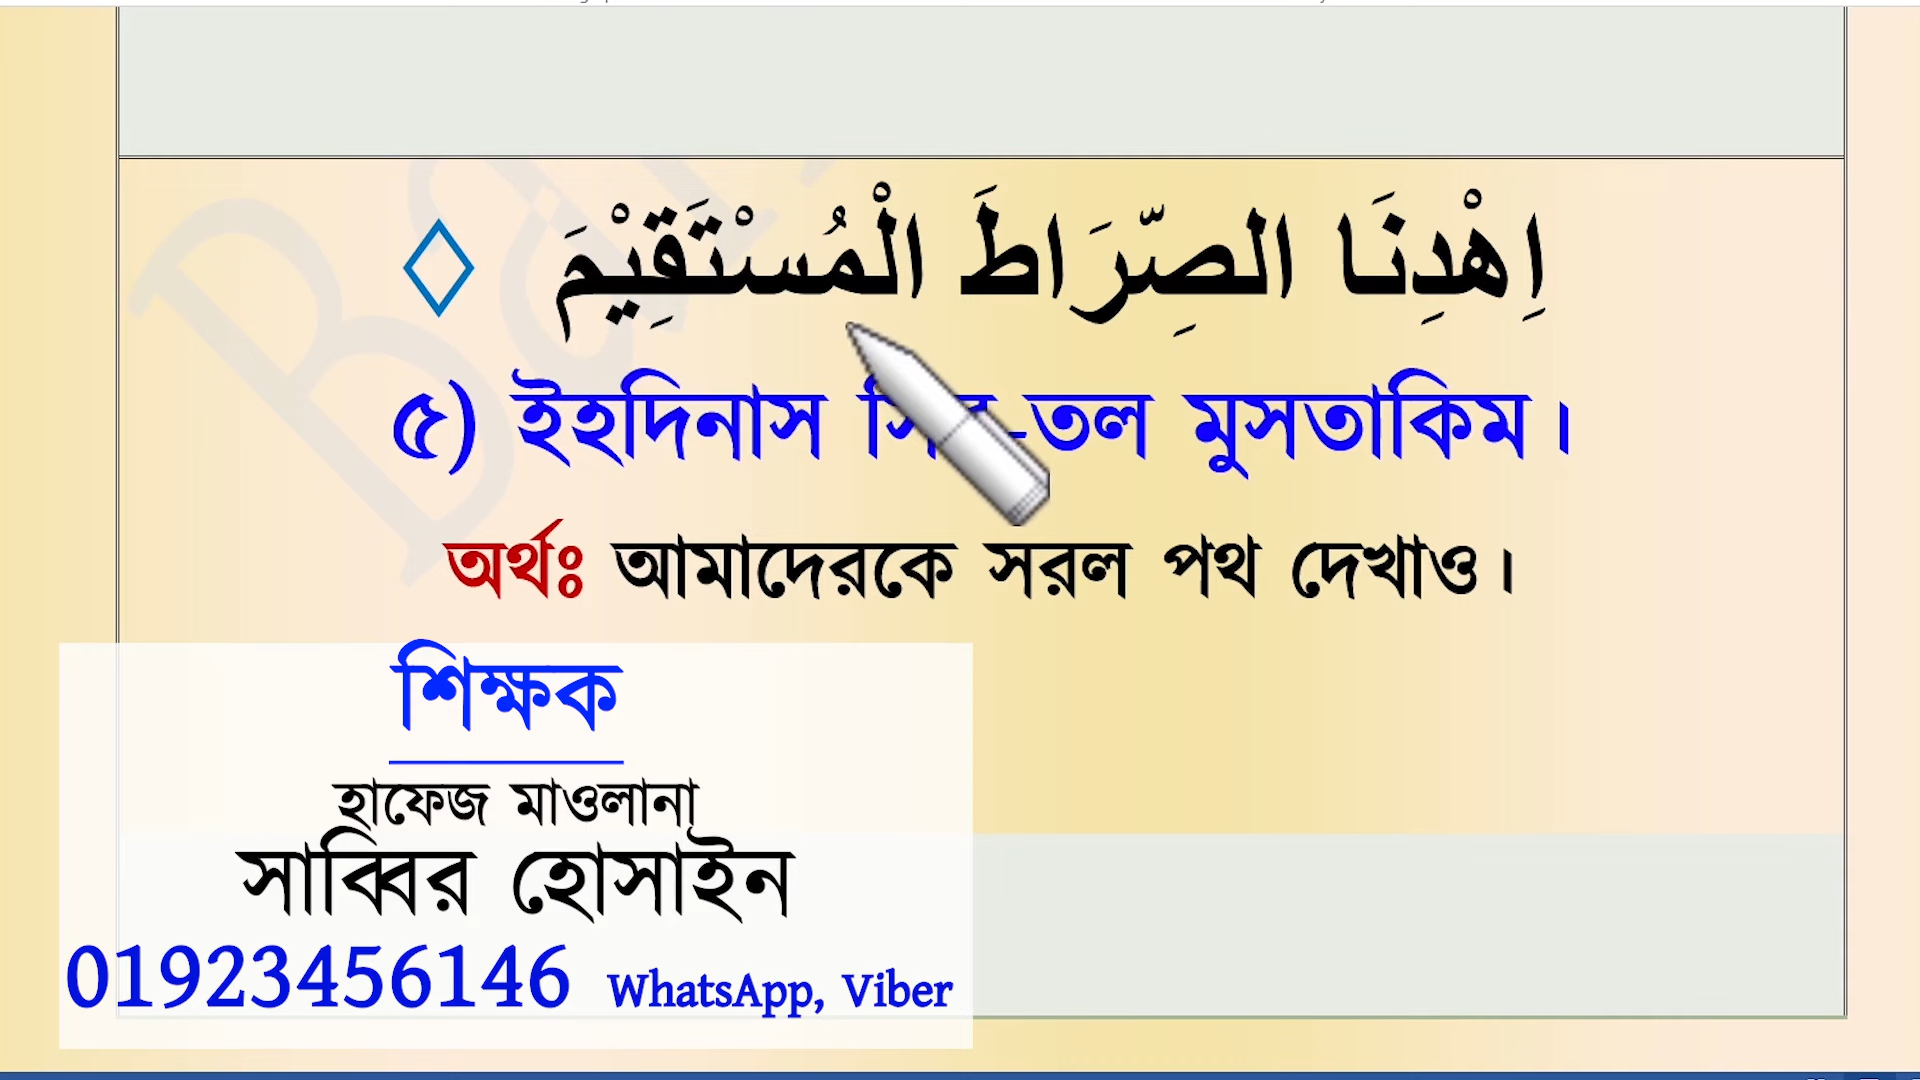 اِهْدِنَا الصِّرَاطَ الْمُسْتَقِيْمَ ◊
৫) ইহদিনাস -তল মুসতাকিম।
অর্থঃ আমাদেরকে সরল পথ দেখাও।
শিক্ষক
হাফেজ মাওলানা
সাব্বির হোসাইন
01923456146 WhatsApp, Viber